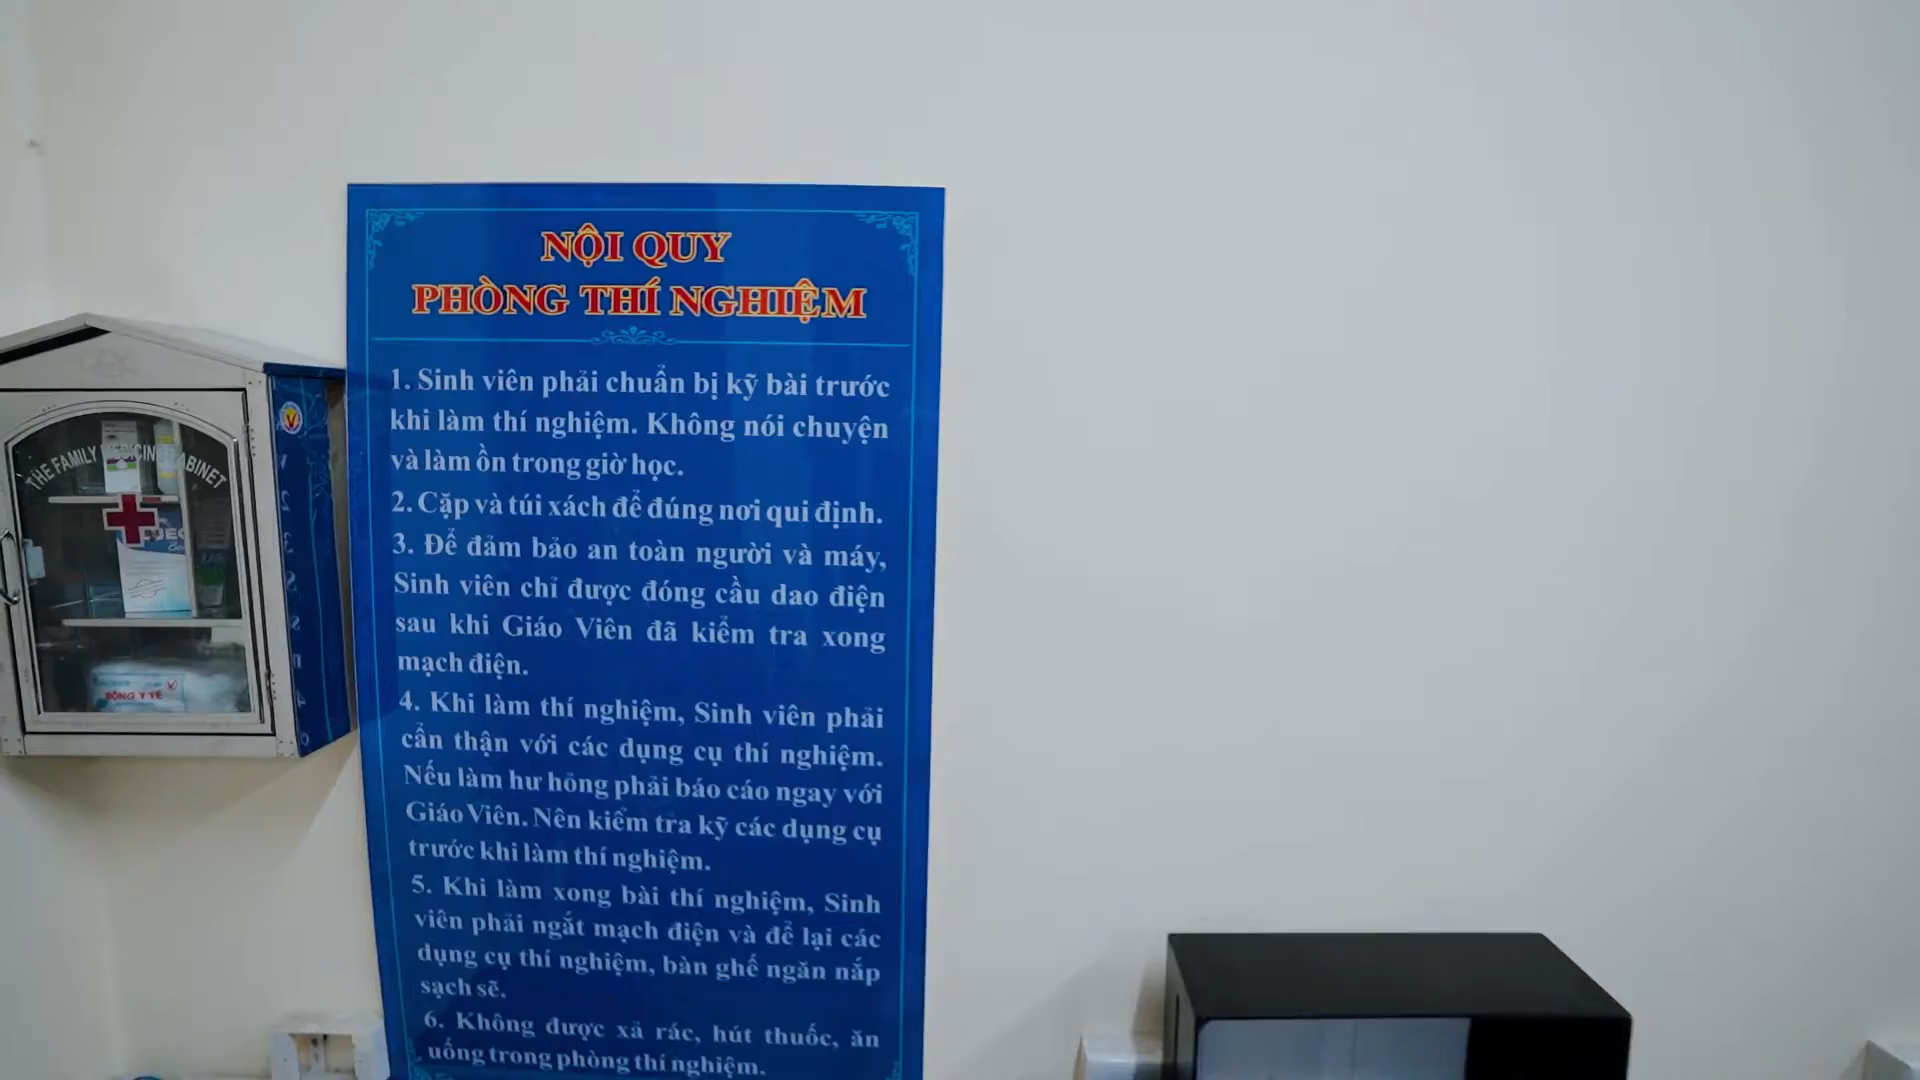 NỘI QUY
PHÒNG THÍ NGHIỆM
1. Sinh viên phải chuẩn bị kỹ bài trước
khi làm thí nghiệm. Không nói chuyện
và làm ồn trong giờ học.
2. Cặp và túi xách để đúng nơi qui định.
3. Để đảm bảo an toàn người và máy,
Sinh viên chỉ được đóng cầu dao điện
sau khi Giáo Viên đã kiểm tra xong
mạch điện.
4. Khi làm thí nghiệm, Sinh viên phải
cẩn thận với các dụng cụ thí nghiệm.
Nếu làm hư hỏng phải báo cáo ngay với
Giáo Viên. Nên kiểm tra kỹ các dụng cụ
trước khi làm thí nghiệm.
5. Khi làm xong bài thí nghiệm, Sinh
viên phải ngắt mạch điện và để lại các
dụng cụ thí nghiệm, bàn ghế ngăn nắp
sạch sẽ.
6. Không được xả rác, hút thuốc, ăn
uống trong phòng thí nghiệm.
THE FAMILY MEDICINE CABINET
BÔNG Y TẾ